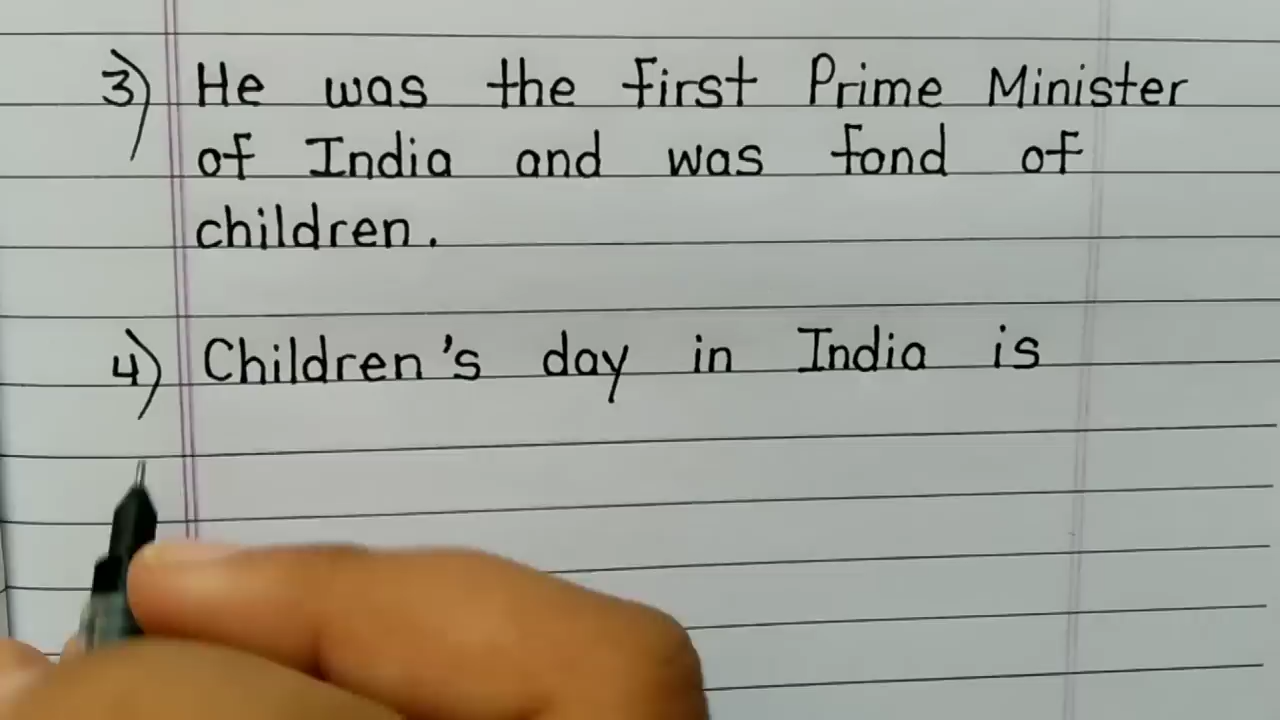 3) He was the first Prime Minister
of India and was fond of
children.
4) Children's day in India is